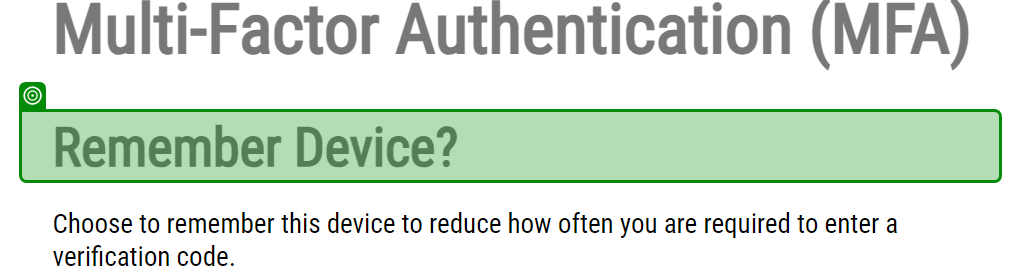 Multi-Factor Authentication (MFA)
Remember Device?
Choose to remember this device to reduce how often you are required to enter a
verification code.